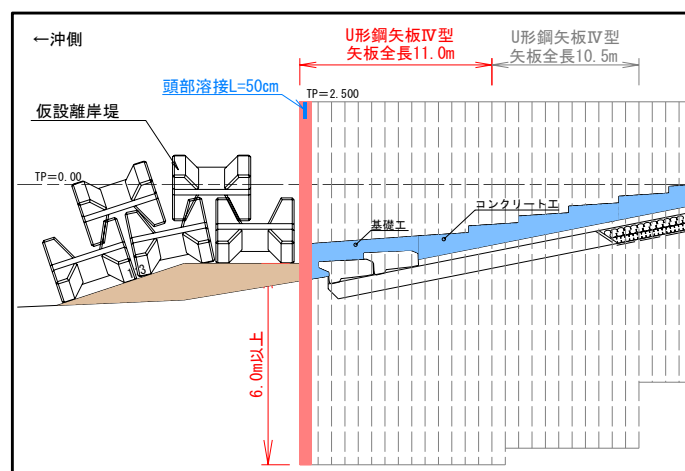 ←沖側
U形鋼矢板Ⅳ型
矢板全長11.0m
U形鋼矢板Ⅳ型
矢板全長10.5m
頭部溶接L=50cm
TP=2.500
仮設離岸堤
TP=0.00
コンクリート工
基礎工
1:3
6.0m以上